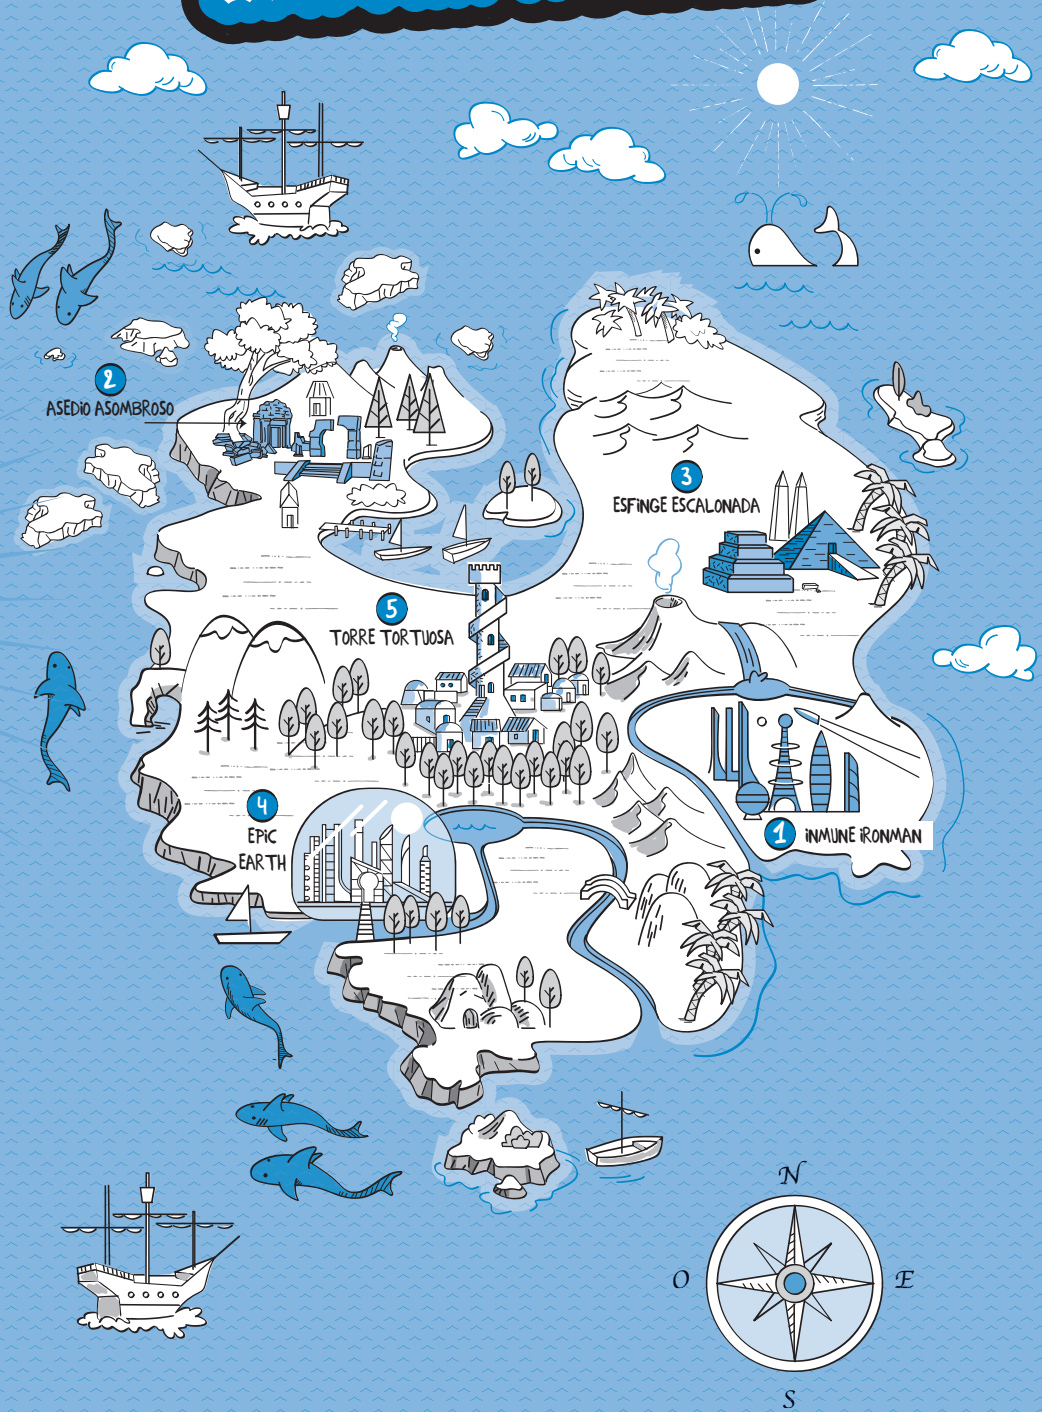 2
ASEDiO ASOMBROSO
3
ESFiNGE ESCALONADA
5
TORRE TORTUOSA
4
EPiC
EARTH
1 iNMUNE iRONMAN
N
O E
S